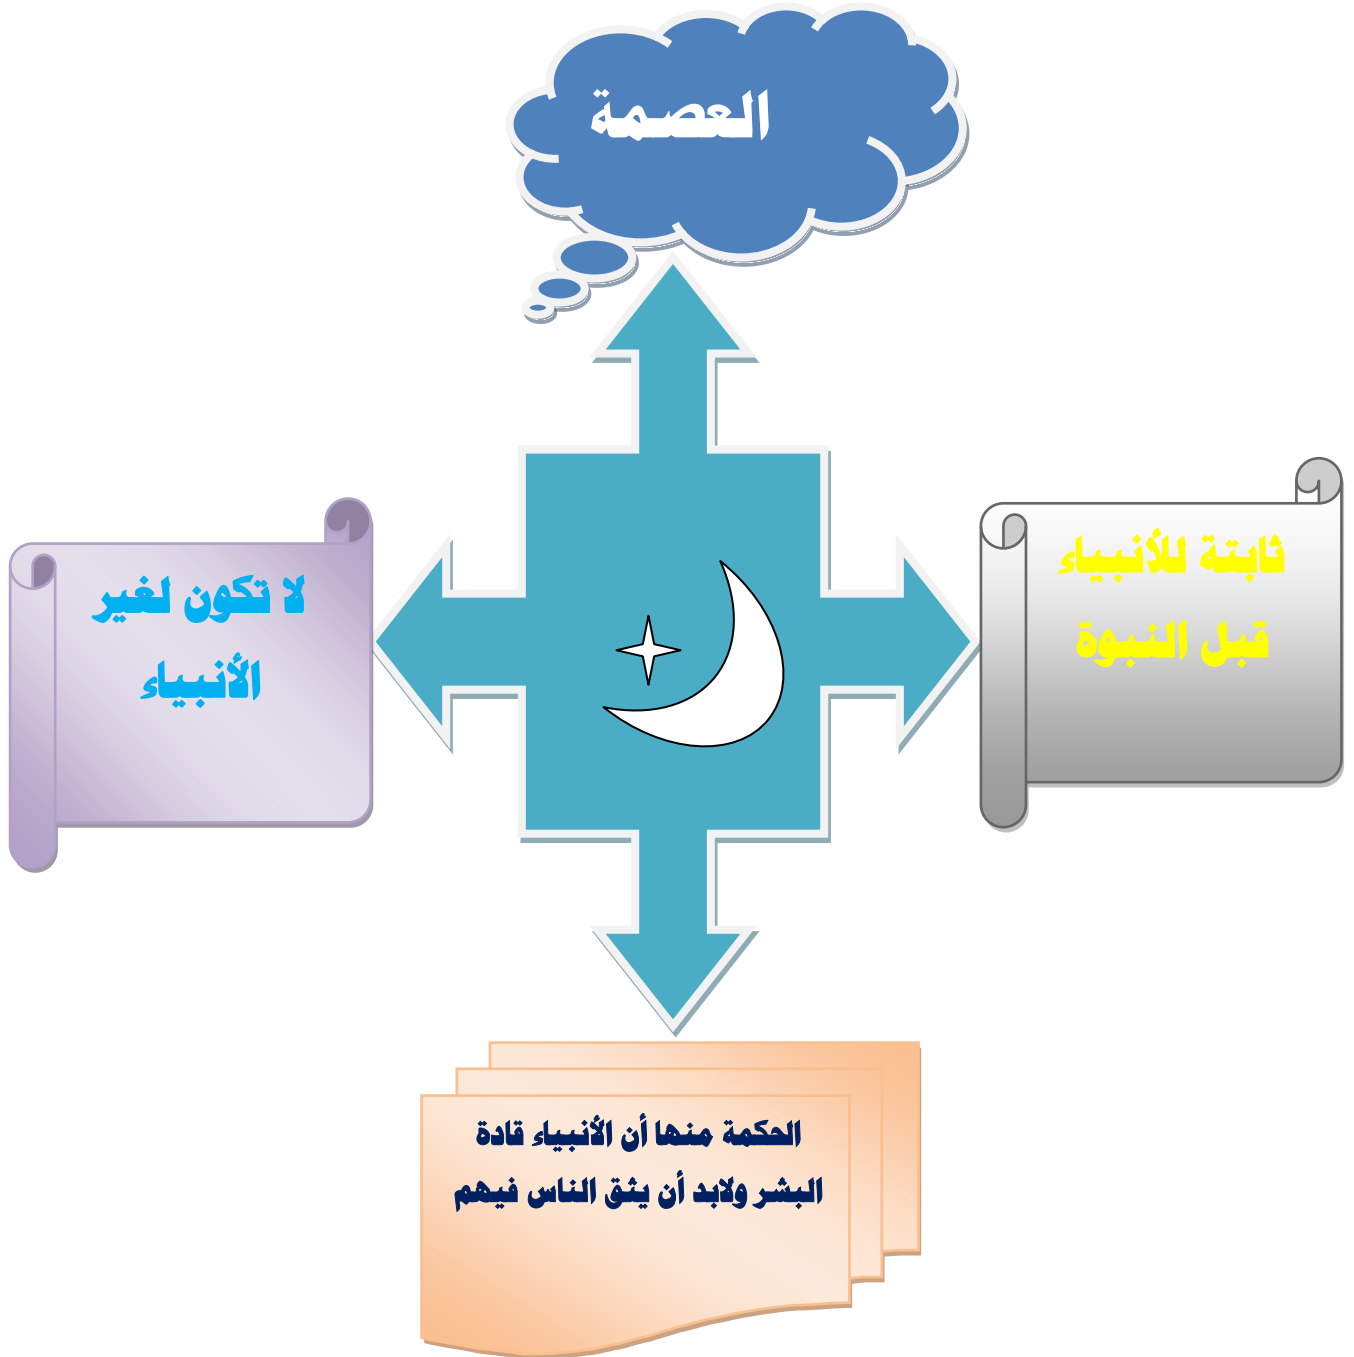 العصمة
ثابتة للأنبياء
قبل النبوة
لا تكون لغير
الأنبياء
الحكمة منها أن الأنبياء قادة
البشر ولابد أن يثق الناس فيهم